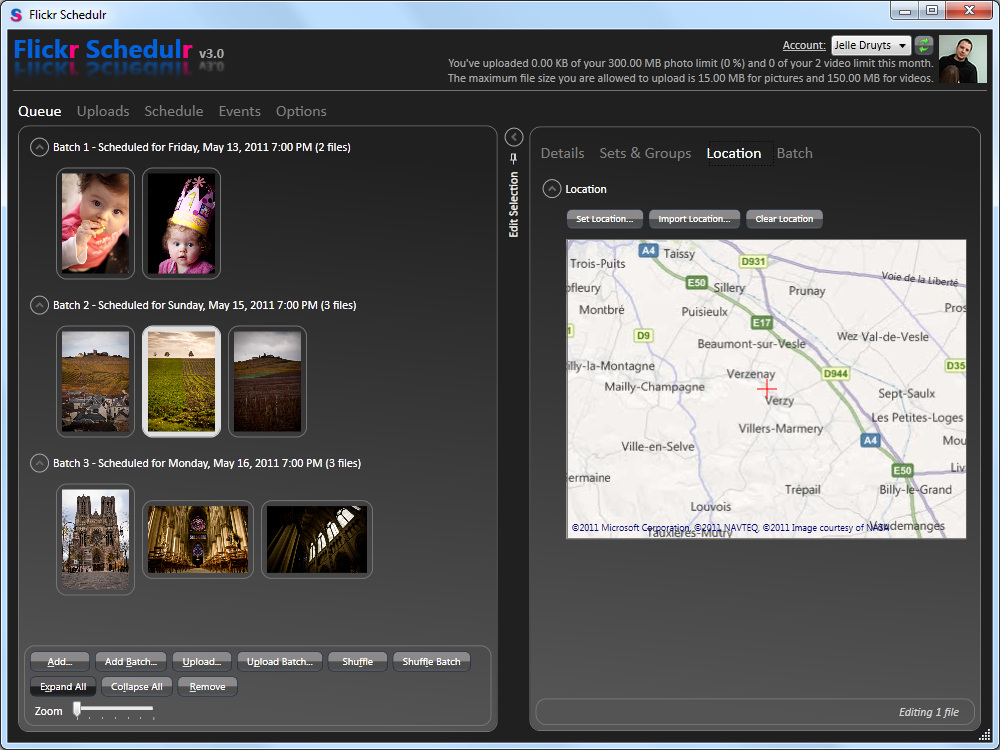 Flickr Schedulr
Flickr Schedulr v3.0
Account: Jelle Druyts
You've uploaded 0.00 KB of your 300.00 MB photo limit (0 %) and 0 of your 2 video limit this month.
The maximum file size you are allowed to upload is 15.00 MB for pictures and 150.00 MB for videos.
Queue Uploads Schedule Events Options
Batch 1 - Scheduled for Friday, May 13, 2011 7:00 PM (2 files)
Batch 2 - Scheduled for Sunday, May 15, 2011 7:00 PM (3 files)
Batch 3 - Scheduled for Monday, May 16, 2011 7:00 PM (3 files)
Add... Add Batch... Upload... Upload Batch... Shuffle Shuffle Batch
Expand All Collapse All Remove
Zoom
Edit Selection
Details Sets & Groups Location Batch
Location
Set Location... Import Location... Clear Location
A4 Taissy
Trois-Puits D931
Voie de la Liberté
ofleury E50 Sillery Prunay
Montbré Puisieulx Pros
E17
D9 Wez Val-de-Vesle
Beaumont-sur-Vesle
illy-la-Montagne D35
Verzenay D944
Mailly-Champagne
Verzy Sept-Saulx
Les Petites-Loges
Villers-Marmery
A4 Mou
Ville-en-Selve
E50 Liv
ermaine
Trépail Billy-le-Grand
Louvois
©2011 Microsoft Corporation, ©2011 NAVTEQ, ©2011 Image courtesy of NASA
Vaudemanges
Tauxières-Mutry
Editing 1 file